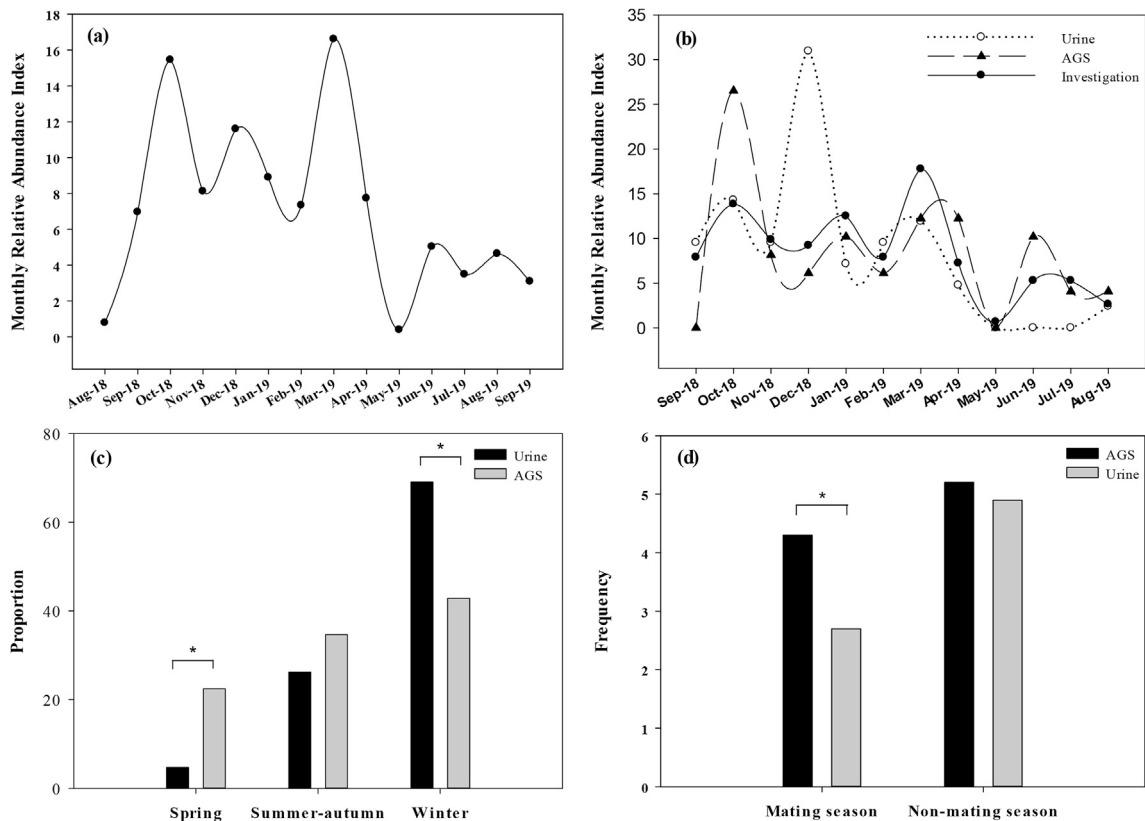 (a)
Monthly Relative Abundance Index
18
16
14
12
10
8
6
4
2
0
Aug-18
Sep-18
Oct-18
Nov-18
Dec-18
Jan-19
Feb-19
Mar-19
Apr-19
May-19
Jun-19
Jul-19
Aug-19
Sep-19
(b)
Urine
AGS
Investigation
Monthly Relative Abundance Index
35
30
25
20
15
10
5
0
Sep-18
Oct-18
Nov-18
Dec-18
Jan-19
Feb-19
Mar-19
Apr-19
May-19
Jun-19
Jul-19
Aug-19
(c)
Urine
AGS
Proportion
80
60
40
20
0
*
*
Spring
Summer-autumn
Winter
(d)
AGS
Urine
Frequency
6
5
4
3
2
1
0
*
Mating season
Non-mating season